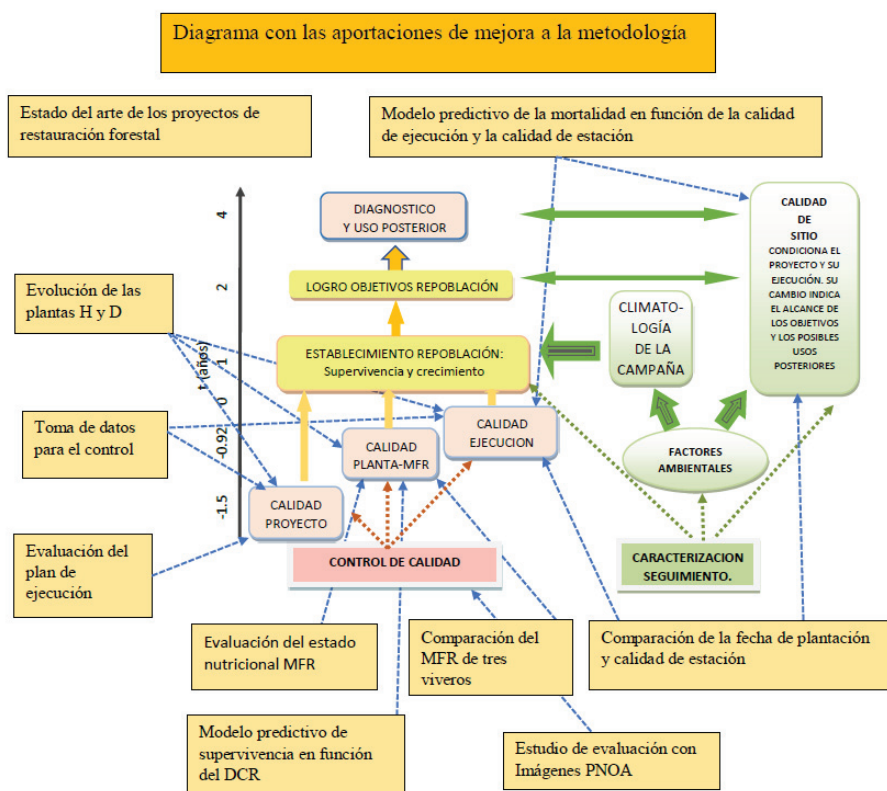 Diagrama con las aportaciones de mejora a la metodología
Estado del arte de los proyectos de
restauración forestal
Modelo predictivo de la mortalidad en función de la calidad
de ejecución y la calidad de estación
4
2
1
0
-0.92
-1.5
t (años)
DIAGNOSTICO
Y USO POSTERIOR
LOGRO OBJETIVOS REPOBLACIÓN
ESTABLECIMIENTO REPOBLACIÓN:
Supervivencia y crecimiento
CLIMATO-
LOGÍA
DE LA
CAMPAÑA
CALIDAD
DE
SITIO
CONDICIONA EL
PROYECTO Y SU
EJECUCIÓN. SU
CAMBIO INDICA
EL ALCANCE DE
LOS OBJETIVOS
Y LOS POSIBLES
USOS
POSTERIORES
Evolución de las
plantas H y D
Toma de datos
para el control
CALIDAD
EJECUCION
CALIDAD
PLANTA-MFR
CALIDAD
PROYECTO
FACTORES
AMBIENTALES
Evaluación del
plan de
ejecución
CONTROL DE CALIDAD
CARACTERIZACION
SEGUIMIENTO.
Evaluación del estado
nutricional MFR
Comparación del
MFR de tres
viveros
Comparación de la fecha de plantación
y calidad de estación
Modelo predictivo de
supervivencia en función
del DCR
Estudio de evaluación con
Imágenes PNOA